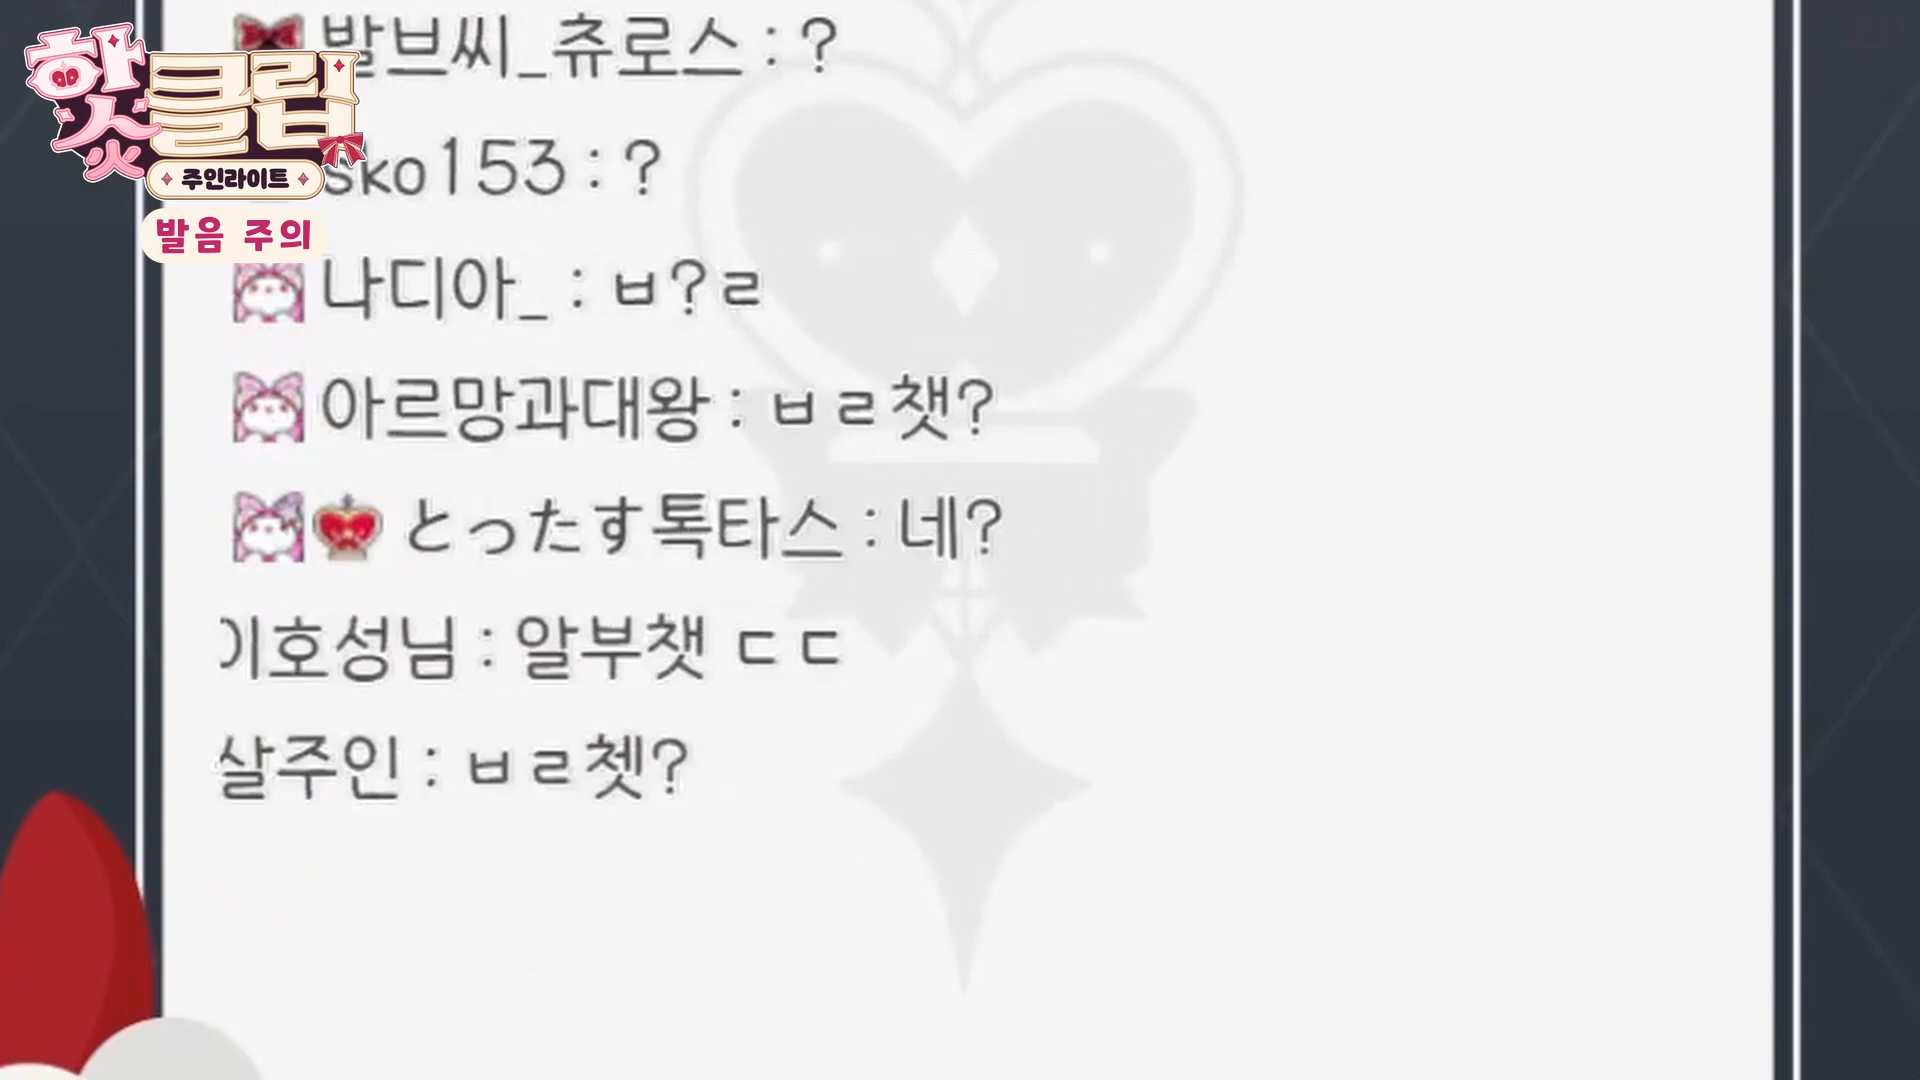 핫클립
주인라이트
발음 주의
발브씨_츄로스 : ?
sko153 : ?
나디아_ : ㅂ?ㄹ
아르망과대왕 : ㅂㄹ챗?
とったす톡타스 : 네?
이호성님 : 알부챗 ㄷㄷ
살주인 : ㅂㄹ쳇?